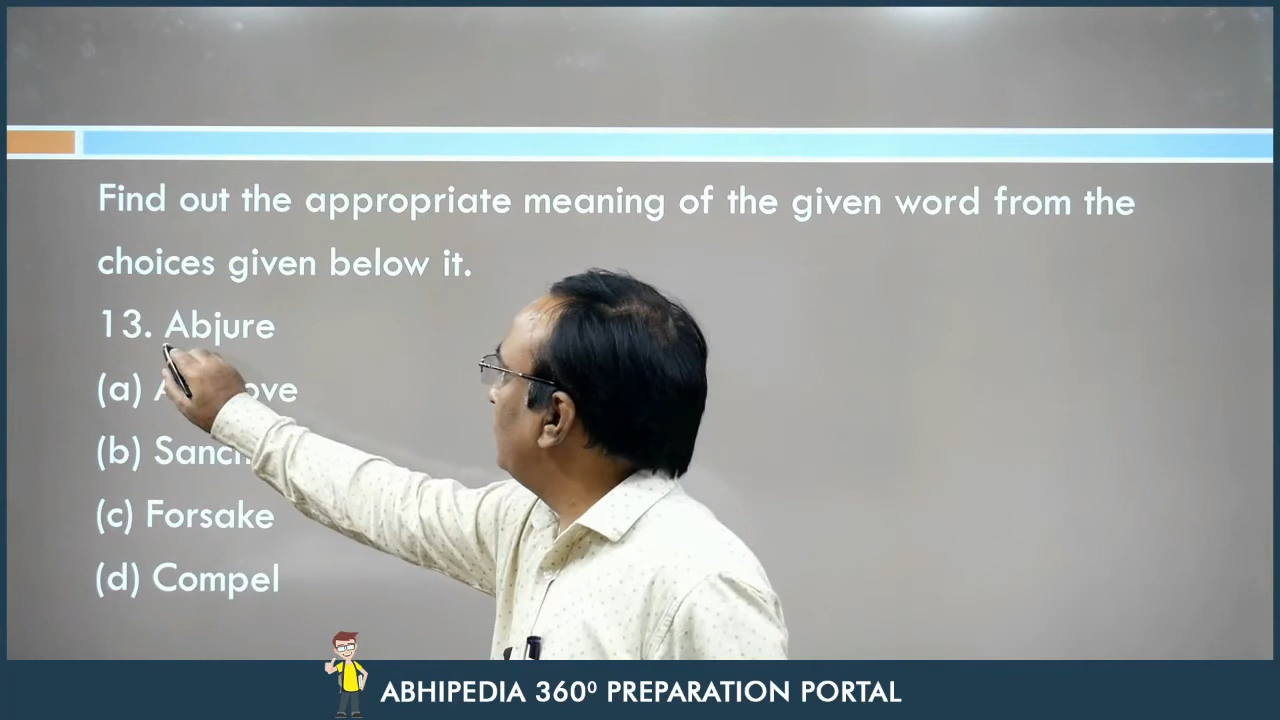 Find out the appropriate meaning of the given word from the
choices given below it.
13. Abjure
(a)
(b)
(c) Forsake
(d) Compel
ABHIPEDIA 360⁰ PREPARATION PORTAL